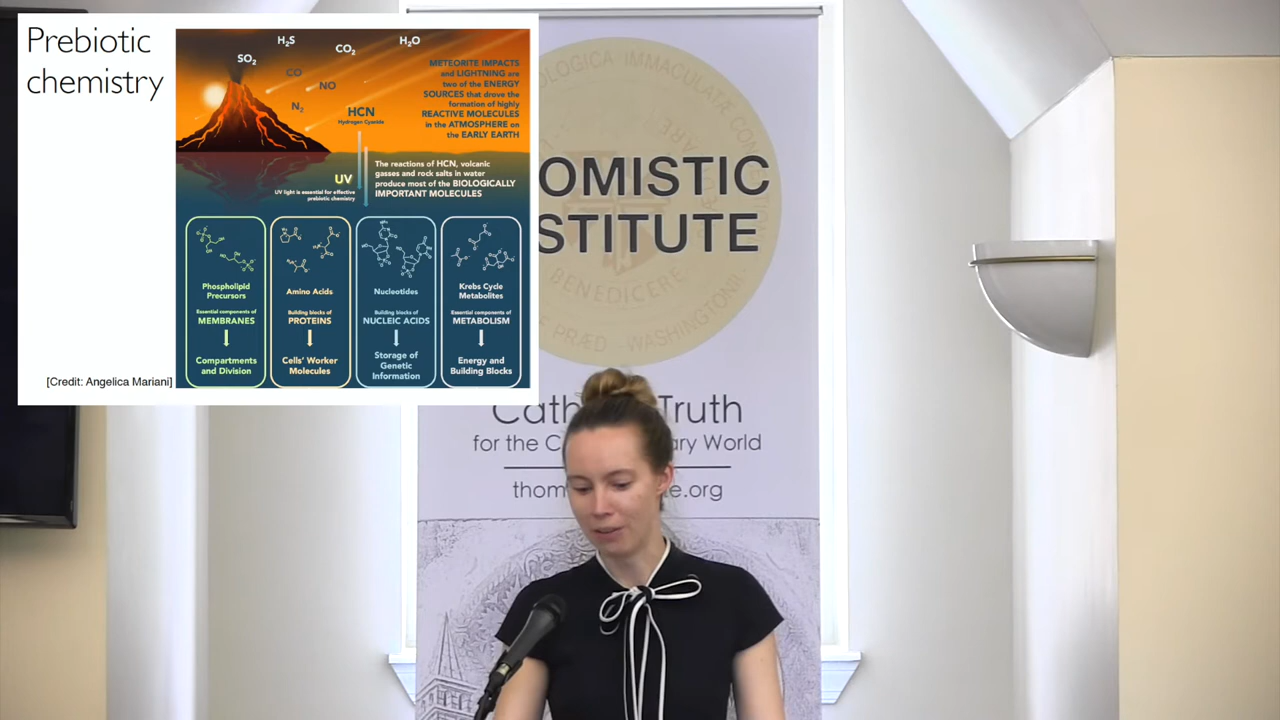 Prebiotic
chemistry
H₂S
CO₂
H₂O
SO₂
CO
NO
N₂
HCN
Hydrogen Cyanide
METEORITE IMPACTS
and LIGHTNING are
two of the ENERGY
SOURCES that drove the
formation of highly
REACTIVE MOLECULES
in the ATMOSPHERE on
the EARLY EARTH
UV
UV light is essential for effective
prebiotic chemistry
The reactions of HCN, volcanic
gasses and rock salts in water
produce most of the BIOLOGICALLY
IMPORTANT MOLECULES
Phospholipid
Precursors
Essential components of
MEMBRANES
Compartments
and Division
Amino Acids
Building blocks of
PROTEINS
Cells' Worker
Molecules
Nucleotides
Building blocks of
NUCLEIC ACIDS
Storage of
Genetic
Information
Krebs Cycle
Metabolites
Essential components of
METABOLISM
Energy and
Building Blocks
[Credit: Angelica Mariani]
OMISTIC
STITUTE
OLOGICA IMMACULATÆ CON
BENEDICERE
PRÆD - WASHINGTON
Cath Truth
for the C ary World
thom e.org